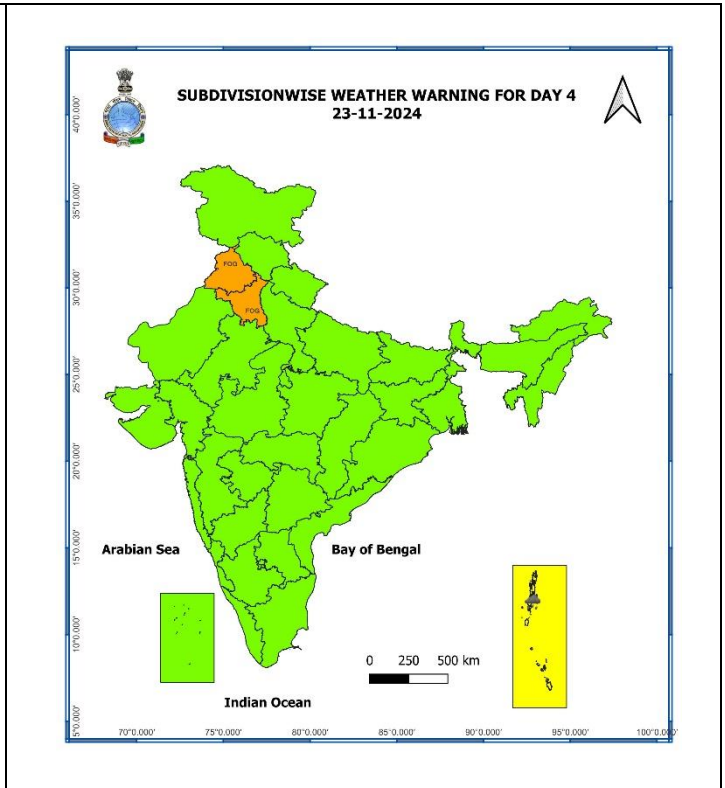 SUBDIVISIONWISE WEATHER WARNING FOR DAY 4
23-11-2024
40°0.000'
35°0.000'
FOG
30°0.000'
FOG
25°0.000'
20°0.000'
15°0.000'
Arabian Sea
Bay of Bengal
10°0.000'
0 250 500 km
Indian Ocean
5°0.000'
70°0.000' 75°0.000' 80°0.000' 85°0.000' 90°0.000' 95°0.000' 100°0.000'